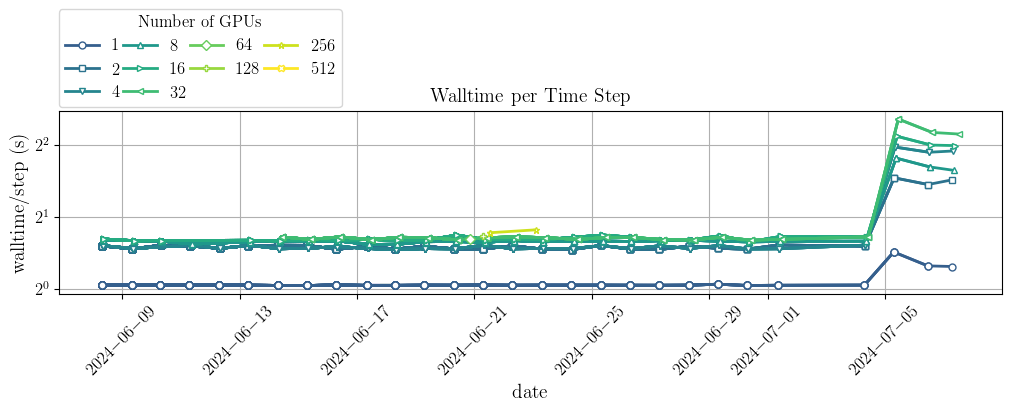 Number of GPUs
1 8 64 256
2 16 128 512
4 32
Walltime per Time Step
walltime/step (s)
2^2
2^1
2^0
2024−06−09 2024−06−13 2024−06−17 2024−06−21 2024−06−25 2024−06−29 2024−07−01 2024−07−05
date